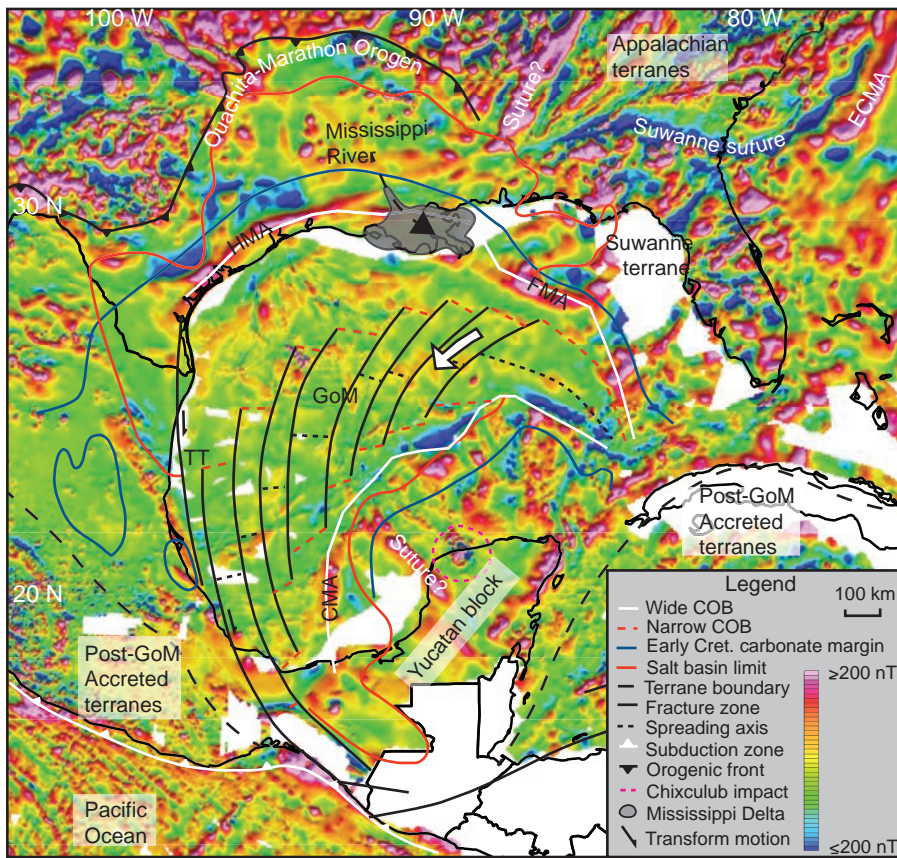 100 W
90 W
80 W
Ouachita-Marathon Orogen
Appalachian
terranes
Suture?
ECMA
Mississippi
River
Suwanne suture
30 N
HMA
Suwanne
terrane
FMA
GoM
TT
Post-GoM
Accreted
terranes
Suture?
CMA
20 N
Yucatan block
Post-GoM
Accreted
terranes
Pacific
Ocean
Legend
100 km
Wide COB
Narrow COB
Early Cret. carbonate margin
Salt basin limit
≥200 nT
Terrane boundary
Fracture zone
Spreading axis
Subduction zone
Orogenic front
Chixculub impact
Mississippi Delta
Transform motion
≤200 nT